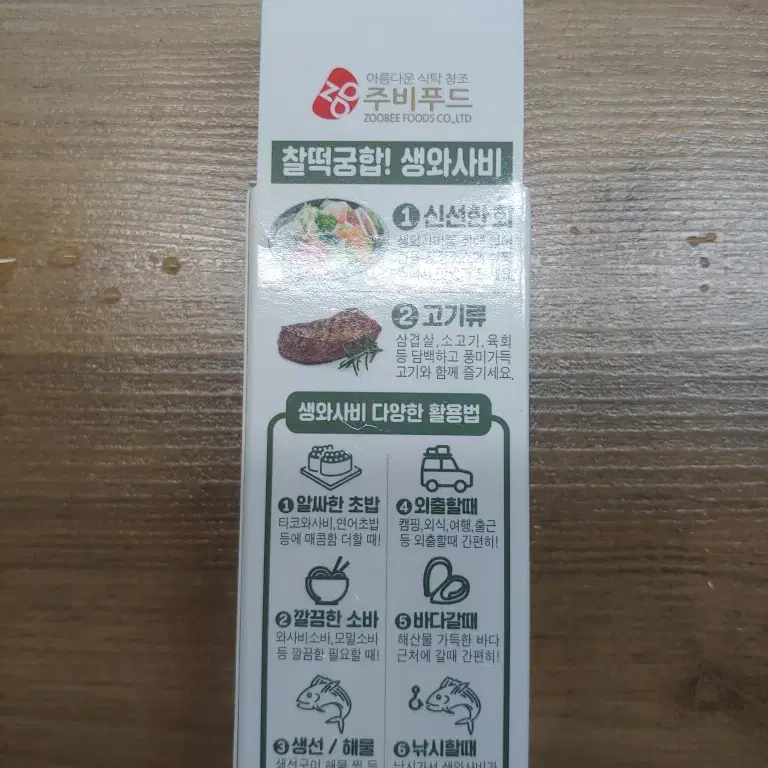 ZOO
아름다운 식탁 창조
주비푸드
ZOOBEE FOODS CO.,LTD
찰떡궁합! 생와사비
1 신선한 회
2 고기류
삼겹살, 소고기, 육회
등 담백하고 풍미가득
고기와 함께 즐기세요.
생와사비 다양한 활용법
1 알싸한 초밥
타코와사비,연어초밥
등에 매콤함 더할 때!
2 깔끔한 소바
와사비소바,모밀소바
등 깔끔함 필요할 때!
3 생선 / 해물
4 외출할때
캠핑,외식,여행,출근
등 외출할때 간편히!
5 바다갈때
해산물 가득한 바다
근처에 갈때 간편히!
6 낚시할때